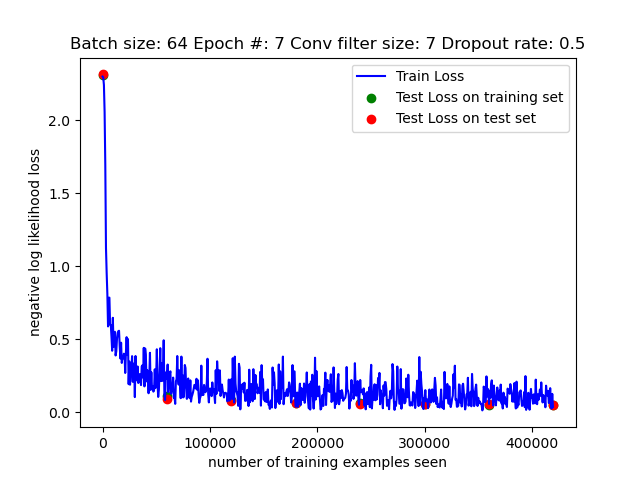 Batch size: 64 Epoch #: 7 Conv filter size: 7 Dropout rate: 0.5
Train Loss
Test Loss on training set
Test Loss on test set
negative log likelihood loss
2.0
1.5
1.0
0.5
0.0
0 100000 200000 300000 400000
number of training examples seen